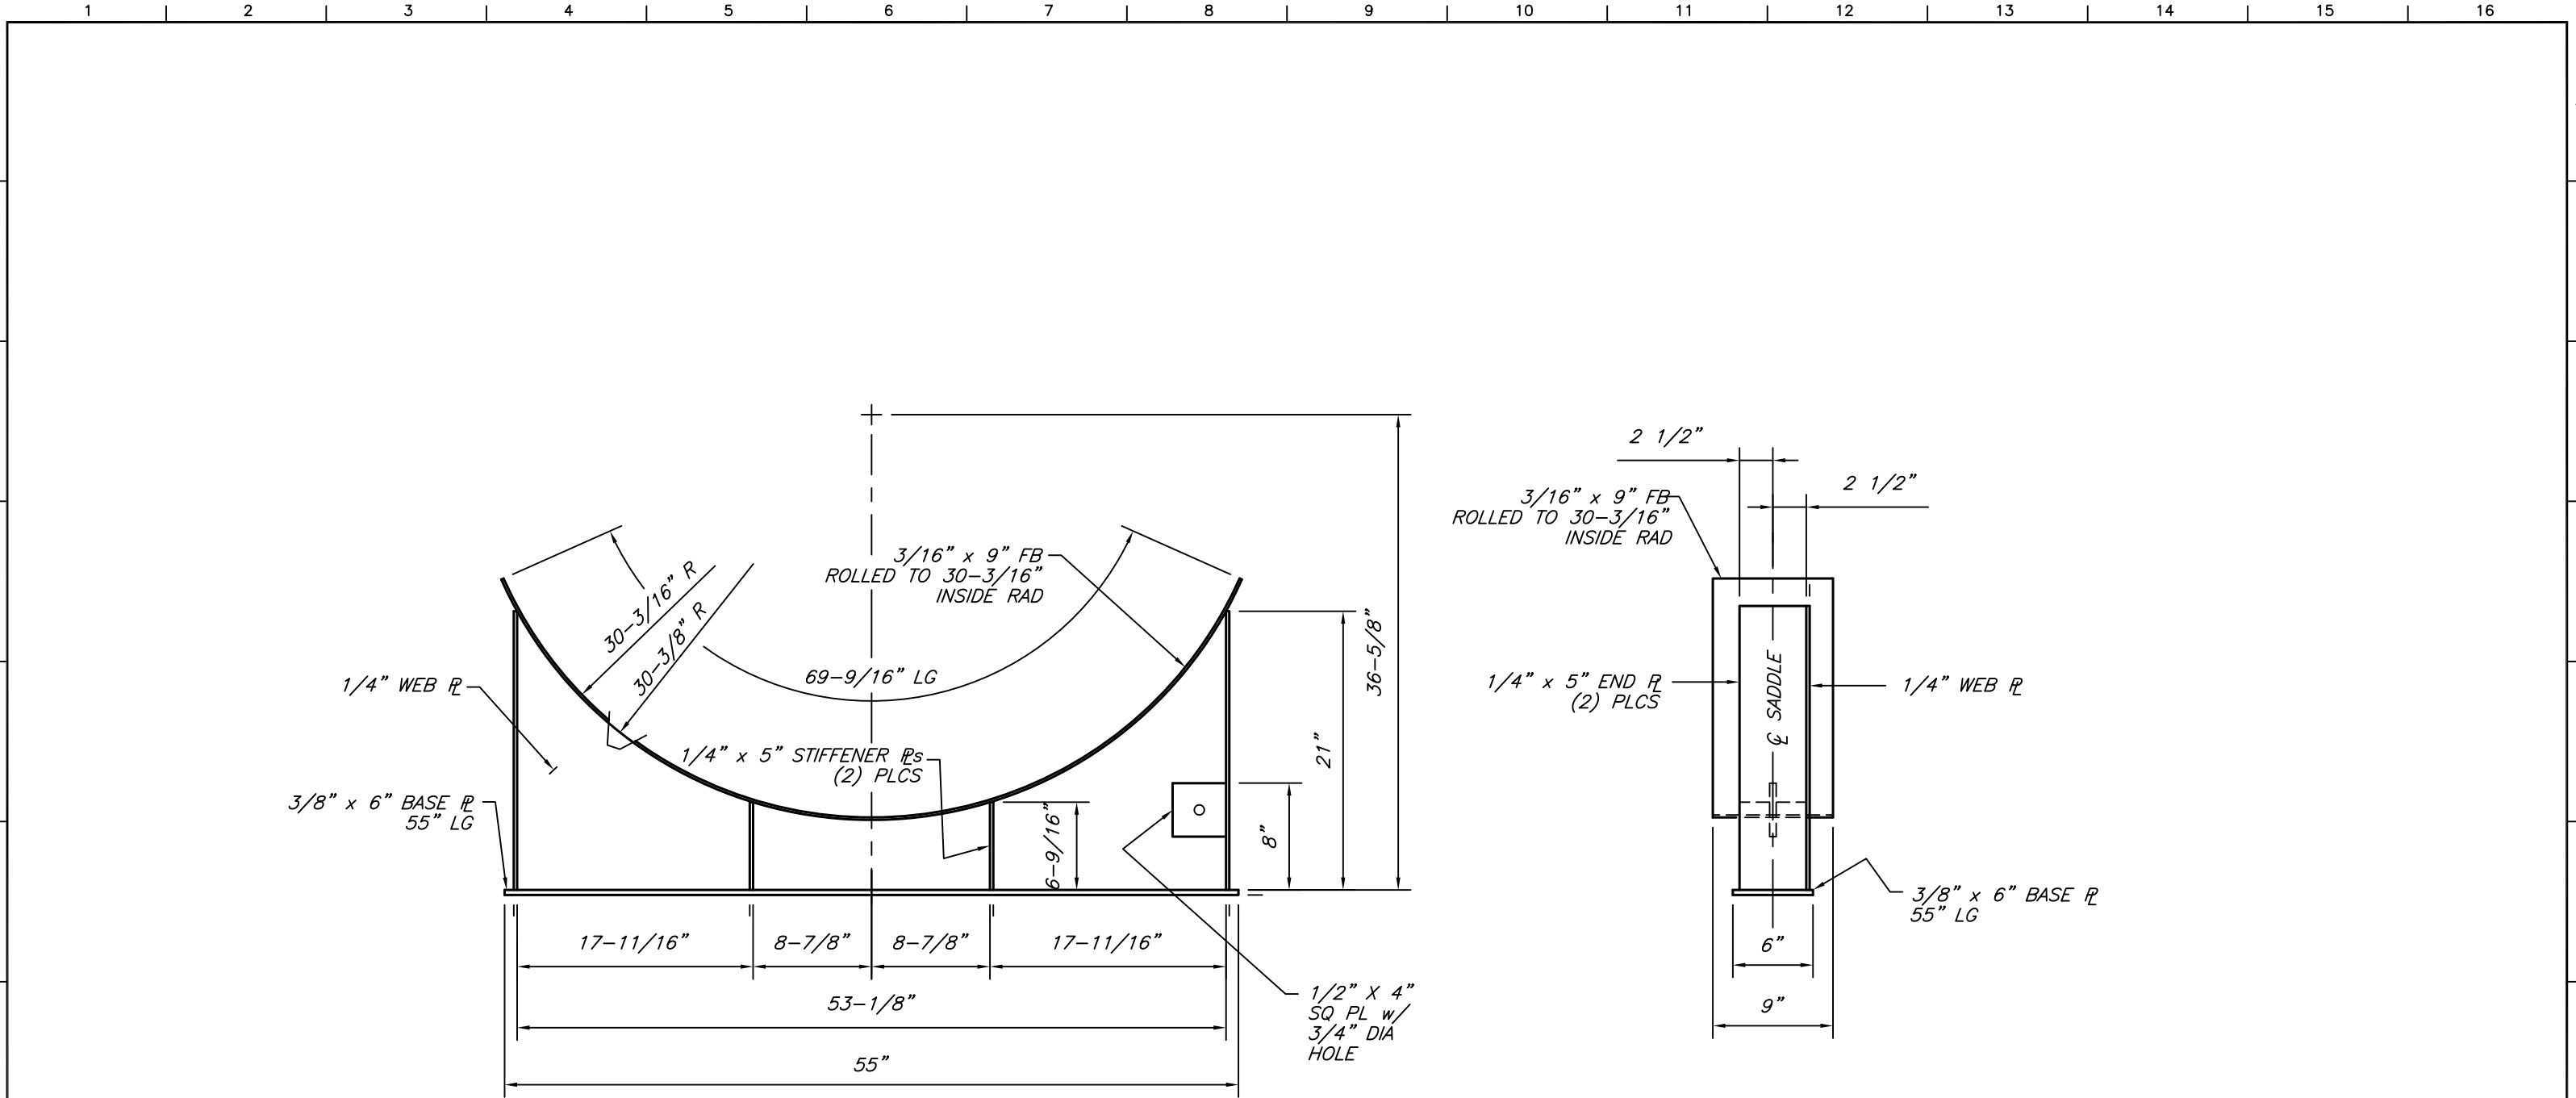 1 2 3 4 5 6 7 8 9 10 11 12 13 14 15 16
2 1/2”
2 1/2”
3/16” x 9” FB
ROLLED TO 30-3/16”
INSIDE RAD
3/16” x 9” FB
ROLLED TO 30-3/16”
INSIDE RAD
30-3/16” R
30-3/8” R
36-5/8”
69-9/16” LG
1/4” WEB ⅊
1/4” x 5” END ⅊
(2) PLCS
℄ SADDLE
1/4” WEB ⅊
21”
1/4” x 5” STIFFENER ⅊s
(2) PLCS
3/8” x 6” BASE ⅊
55” LG
6-9/16”
8”
3/8” x 6” BASE ⅊
55” LG
17-11/16”
8-7/8”
8-7/8”
17-11/16”
6”
53-1/8”
9”
1/2” X 4”
SQ PL w/
3/4” DIA
HOLE
55”